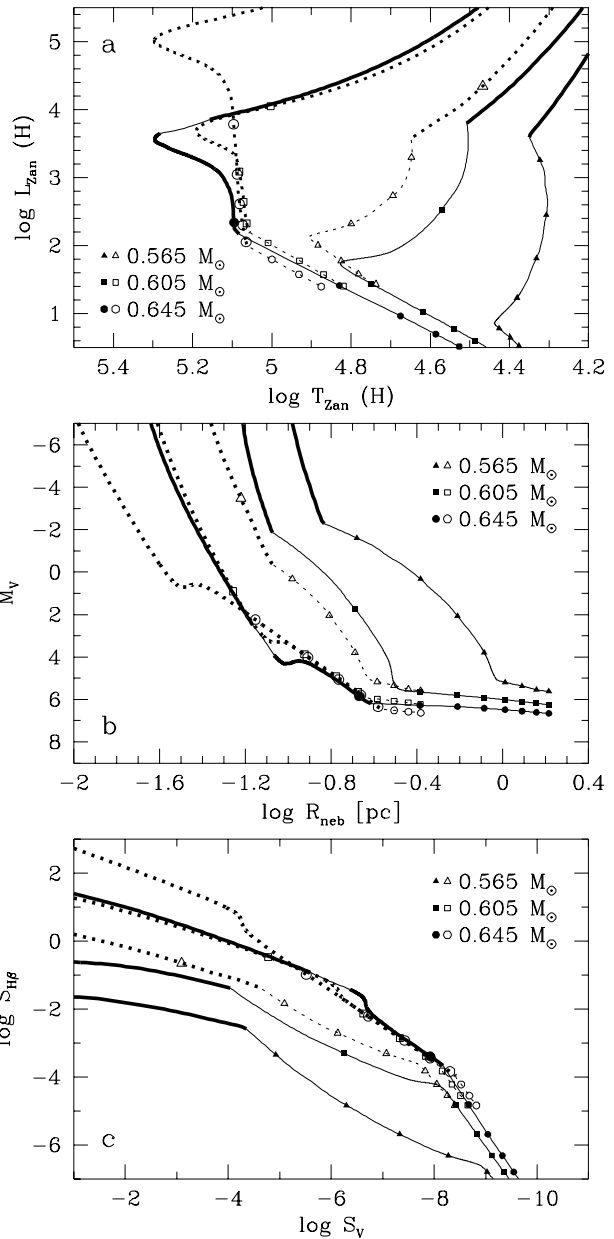 a
5
4
3
2
1
log L_Zan (H)
▲ △ 0.565 M_⊙
■ □ 0.605 M_⊙
● ○ 0.645 M_⊙
5.4 5.2 5 4.8 4.6 4.4 4.2
log T_Zan (H)
-6
-4
-2
0
2
4
6
8
M_V
▲ △ 0.565 M_⊙
■ □ 0.605 M_⊙
● ○ 0.645 M_⊙
b
-2 -1.6 -1.2 -0.8 -0.4 0 0.4
log R_neb [pc]
2
0
-2
-4
-6
log S_Hβ
▲ △ 0.565 M_⊙
■ □ 0.605 M_⊙
● ○ 0.645 M_⊙
c
-2 -4 -6 -8 -10
log S_V